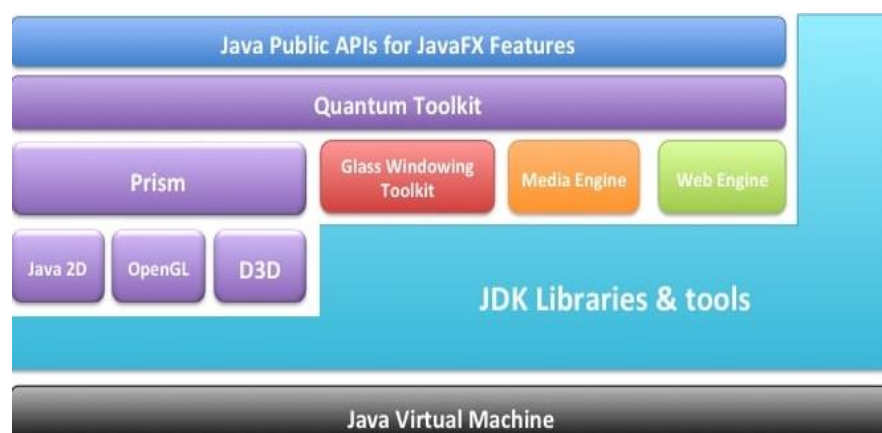 Java Public APIs for JavaFX Features
Quantum Toolkit
Prism
Glass Windowing
Toolkit
Media Engine
Web Engine
Java 2D
OpenGL
D3D
JDK Libraries & tools
Java Virtual Machine